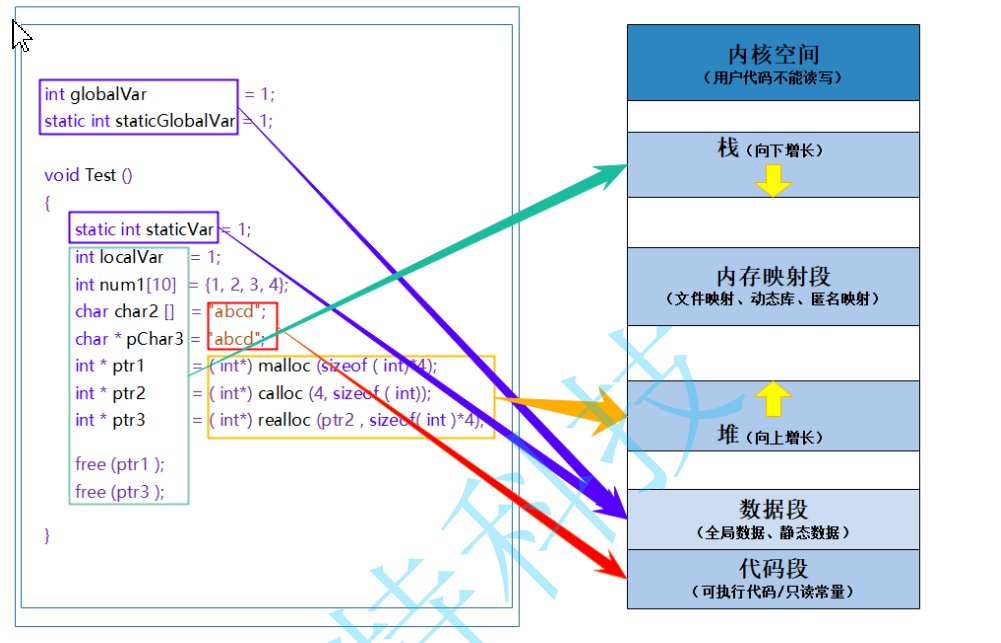 int globalVar = 1;
static int staticGlobalVar = 1;
void Test ()
{
static int staticVar = 1;
int localVar = 1;
int num1[10] = {1, 2, 3, 4};
char char2 [] = "abcd";
char * pChar3 = "abcd";
int * ptr1 = ( int*) malloc (sizeof ( int)*4);
int * ptr2 = ( int*) calloc (4, sizeof ( int));
int * ptr3 = ( int*) realloc (ptr2 , sizeof( int )*4);
free (ptr1 );
free (ptr3 );
}
内核空间
（用户代码不能读写）
栈（向下增长）
内存映射段
（文件映射、动态库、匿名映射）
堆（向上增长）
数据段
（全局数据、静态数据）
代码段
（可执行代码/只读常量）
特科技